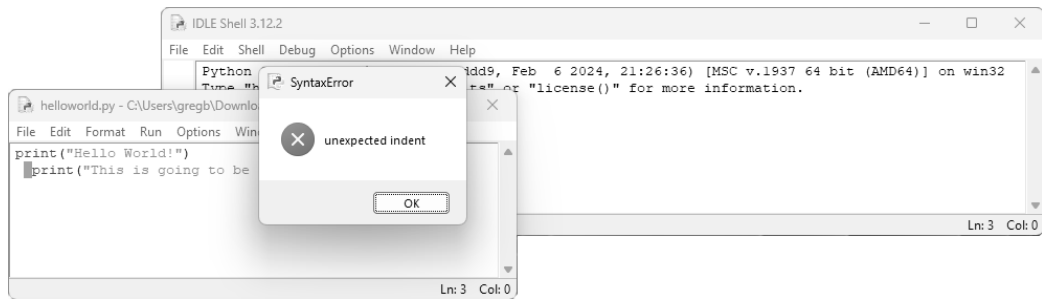 IDLE Shell 3.12.2
File Edit Shell Debug Options Window Help
Python dd9, Feb 6 2024, 21:26:36) [MSC v.1937 64 bit (AMD64)] on win32
Type or "license()" for more information.
Ln: 3 Col: 0
SyntaxError
unexpected indent
OK
helloworld.py - C:\Users\gregb\Downlo
File Edit Format Run Options Win
print("Hello World!")
print("This is going to be
Ln: 3 Col: 0